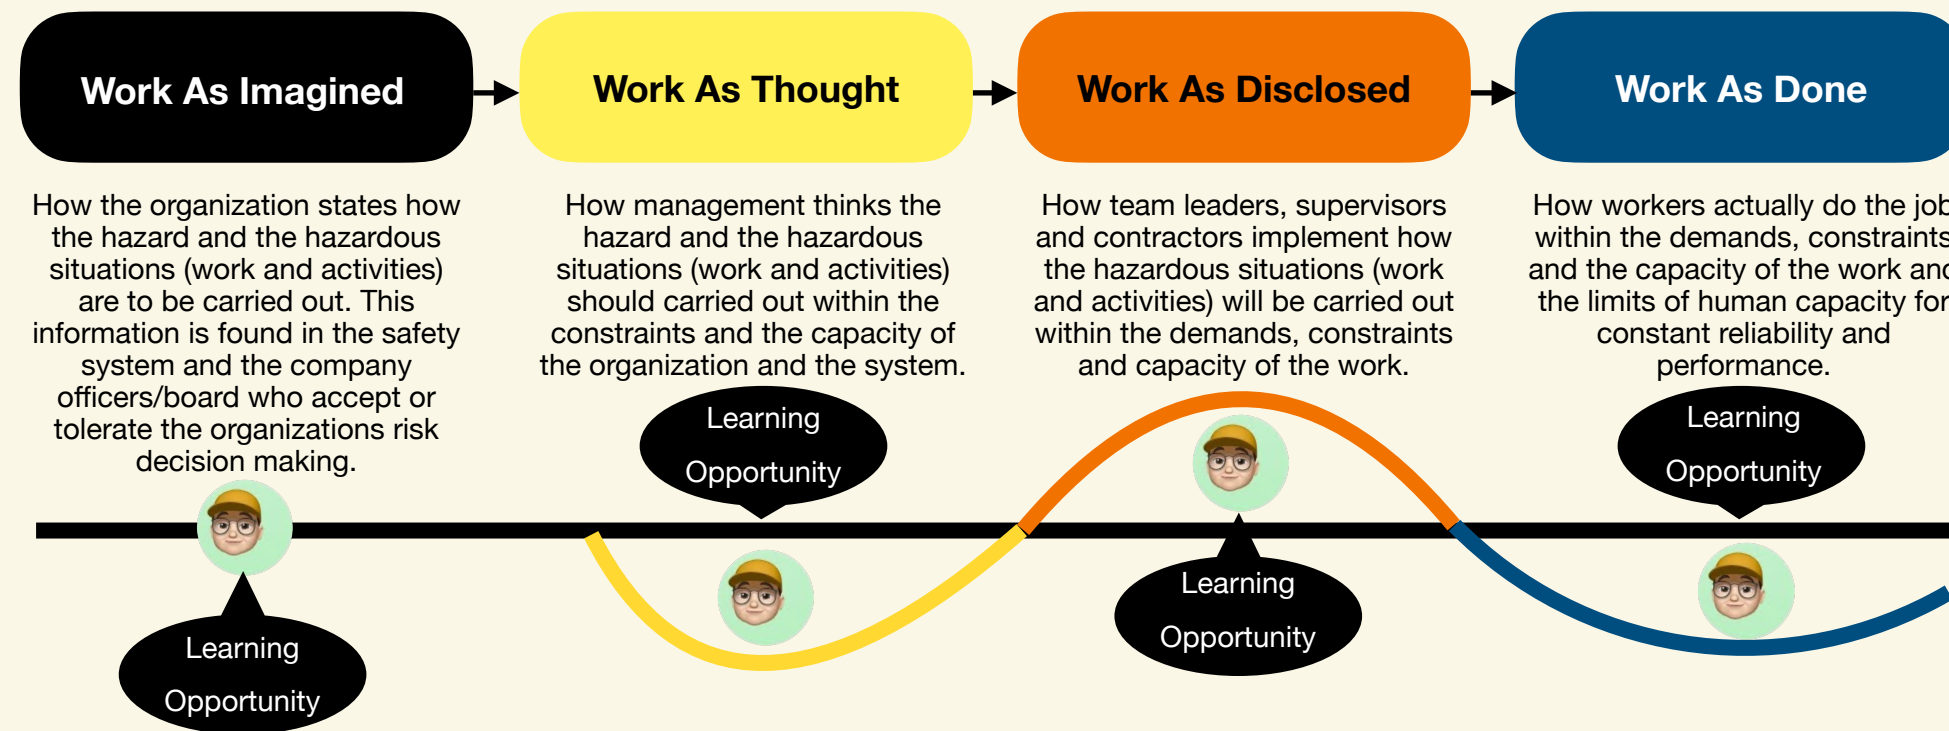 Work As Imagined
Work As Thought
Work As Disclosed
Work As Done
How the organization states how
the hazard and the hazardous
situations (work and activities)
are to be carried out. This
information is found in the safety
system and the company
officers/board who accept or
tolerate the organizations risk
decision making.
How management thinks the
hazard and the hazardous
situations (work and activities)
should carried out within the
constraints and the capacity of
the organization and the system.
How team leaders, supervisors
and contractors implement how
the hazardous situations (work
and activities) will be carried out
within the demands, constraints
and capacity of the work.
How workers actually do the job
within the demands, constraints
and the capacity of the work and
the limits of human capacity for
constant reliability and
performance.
Learning
Opportunity
Learning
Opportunity
Learning
Opportunity
Learning
Opportunity